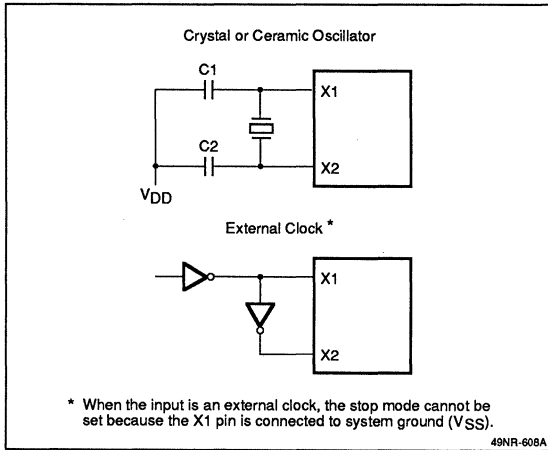 Crystal or Ceramic Oscillator
C1
X1
C2
X2
VDD
External Clock *
X1
X2
* When the input is an external clock, the stop mode cannot be
set because the X1 pin is connected to system ground (VSS).
49NR-608A